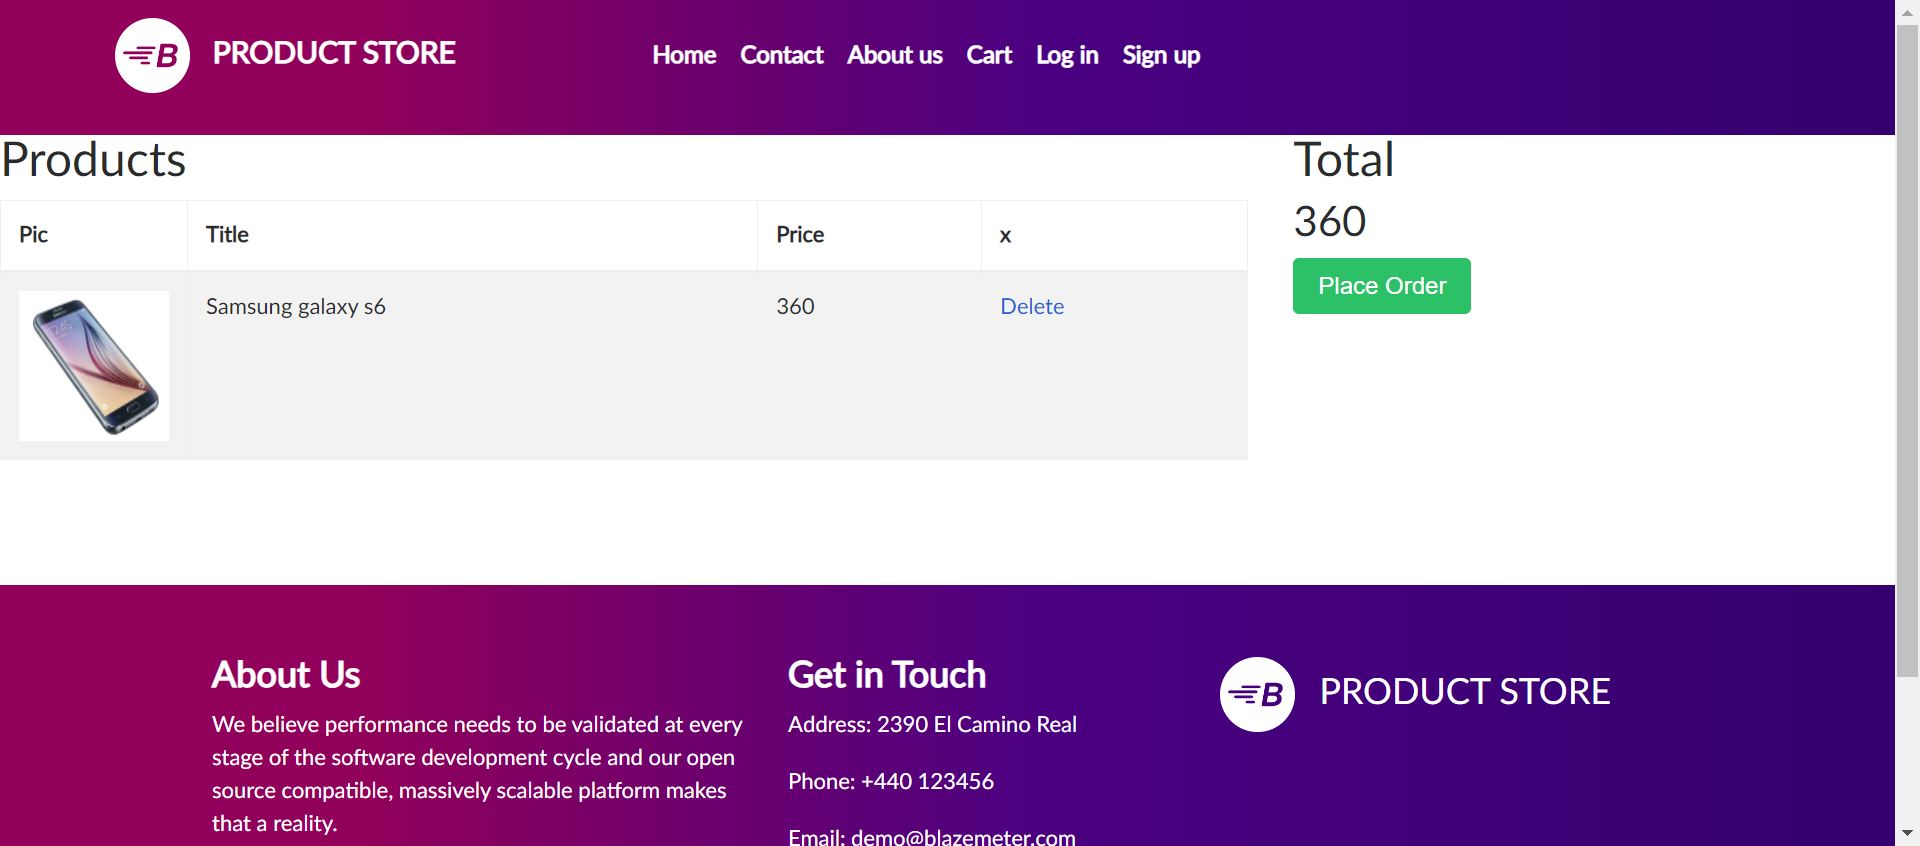 B PRODUCT STORE Home Contact About us Cart Log in Sign up
Products
Pic Title Price x
Samsung galaxy s6 360 Delete
Total
360
Place Order
About Us
We believe performance needs to be validated at every
stage of the software development cycle and our open
source compatible, massively scalable platform makes
that a reality.
Get in Touch
Address: 2390 El Camino Real
Phone: +440 123456
Email: demo@blazemeter.com
B PRODUCT STORE